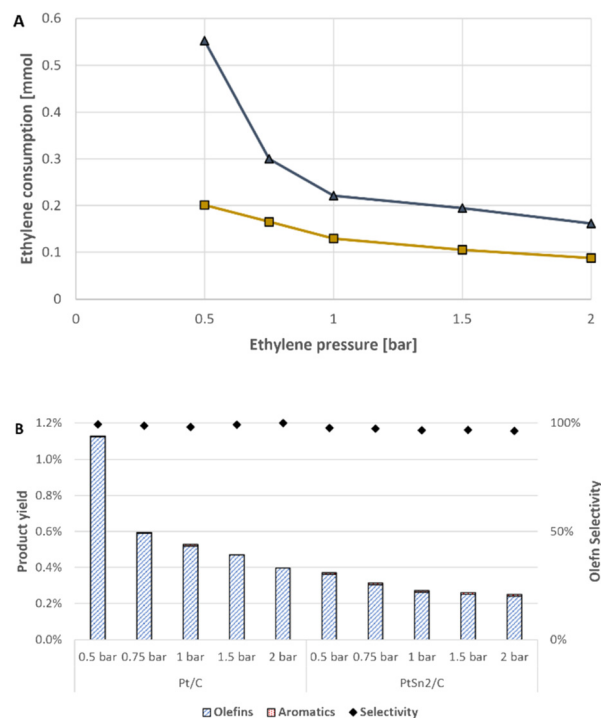 A
0.6
0.5
0.4
0.3
0.2
0.1
0
Ethylene consumption [mmol]
0 0.5 1 1.5 2
Ethylene pressure [bar]
B
1.2%
1.0%
0.8%
0.6%
0.4%
0.2%
0.0%
Product yield
100%
50%
0%
Olefn Selectivity
0.5 bar 0.75 bar 1 bar 1.5 bar 2 bar 0.5 bar 0.75 bar 1 bar 1.5 bar 2 bar
Pt/C PtSn2/C
Olefins Aromatics Selectivity